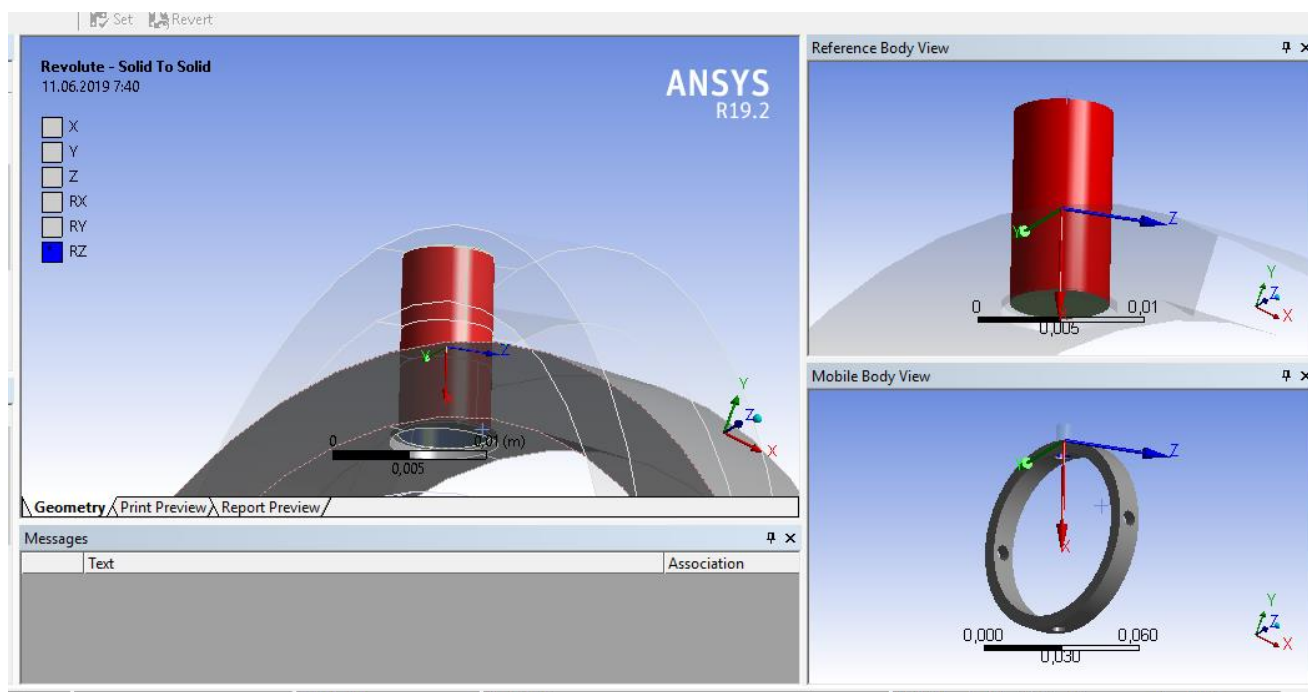 Set Revert
Revolute - Solid To Solid
11.06.2019 7:40
ANSYS
R19.2
X
Y
Z
RX
RY
RZ
Y
Z
Y
Z
X
0
0,01 (m)
0,005
Geometry Print Preview Report Preview
Messages
Text Association
Reference Body View
Y
Z
0
0,01
0,005
Y
Z
X
Mobile Body View
Y
Z
X
0,000
0,060
0,030
Y
Z
X